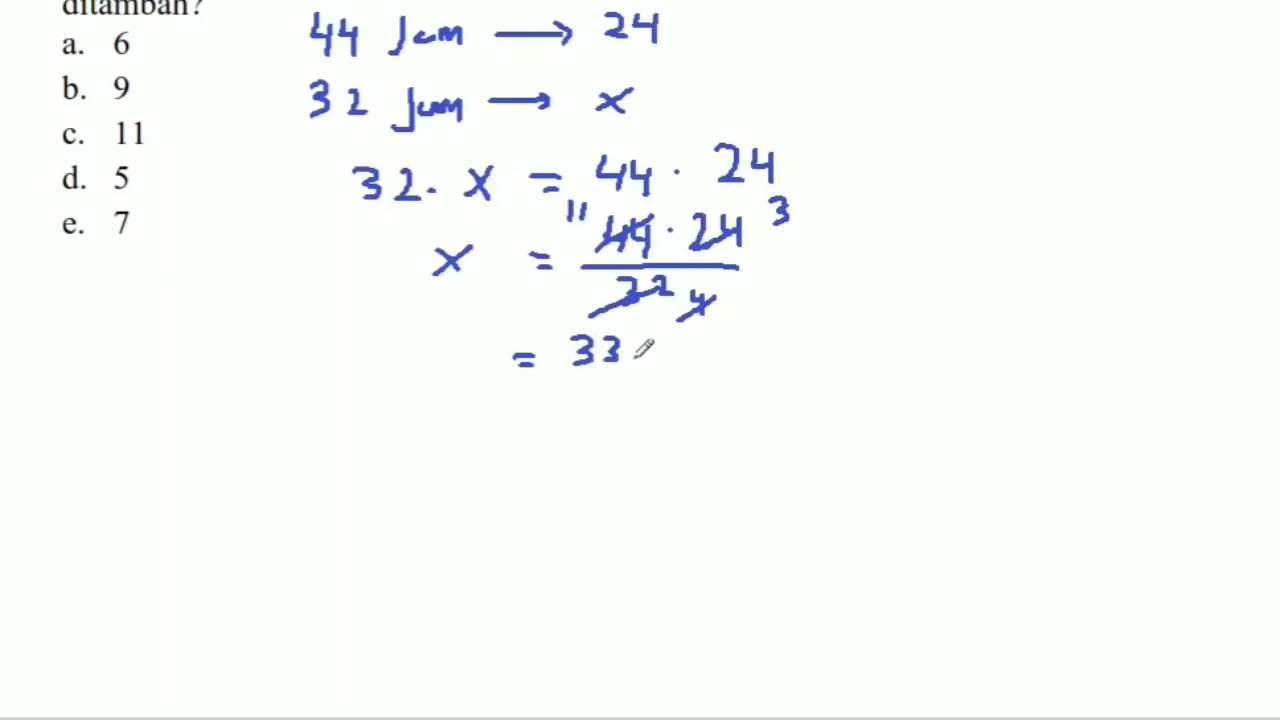 ditambah?
a. 6
b. 9
c. 11
d. 5
e. 7
44 Jam → 24
32 Jam → x
32 . x = 44 . 24
11 44 . 24 3
x =
32 4
= 33